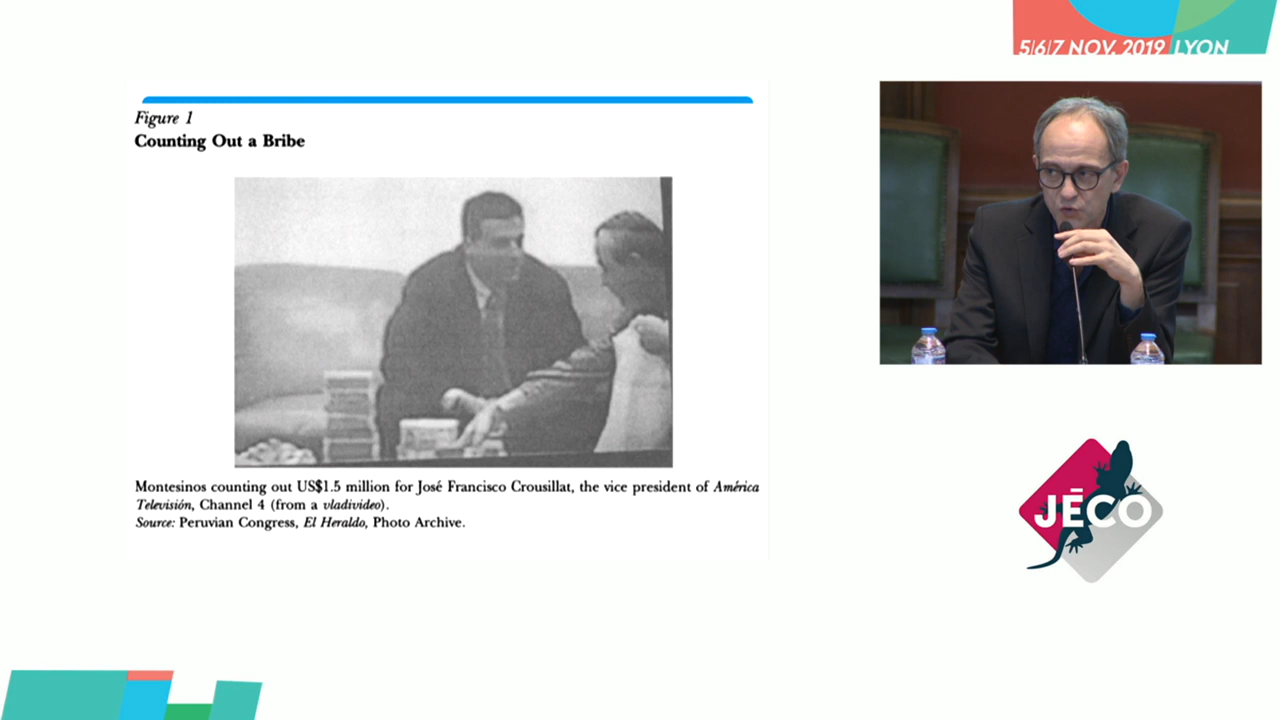 5/6/7 NOV. 2019 LYON
Figure 1
Counting Out a Bribe
Montesinos counting out US$1.5 million for José Francisco Crousillat, the vice president of América
Televisión, Channel 4 (from a vladivideo).
Source: Peruvian Congress, El Heraldo, Photo Archive.
JĒCO